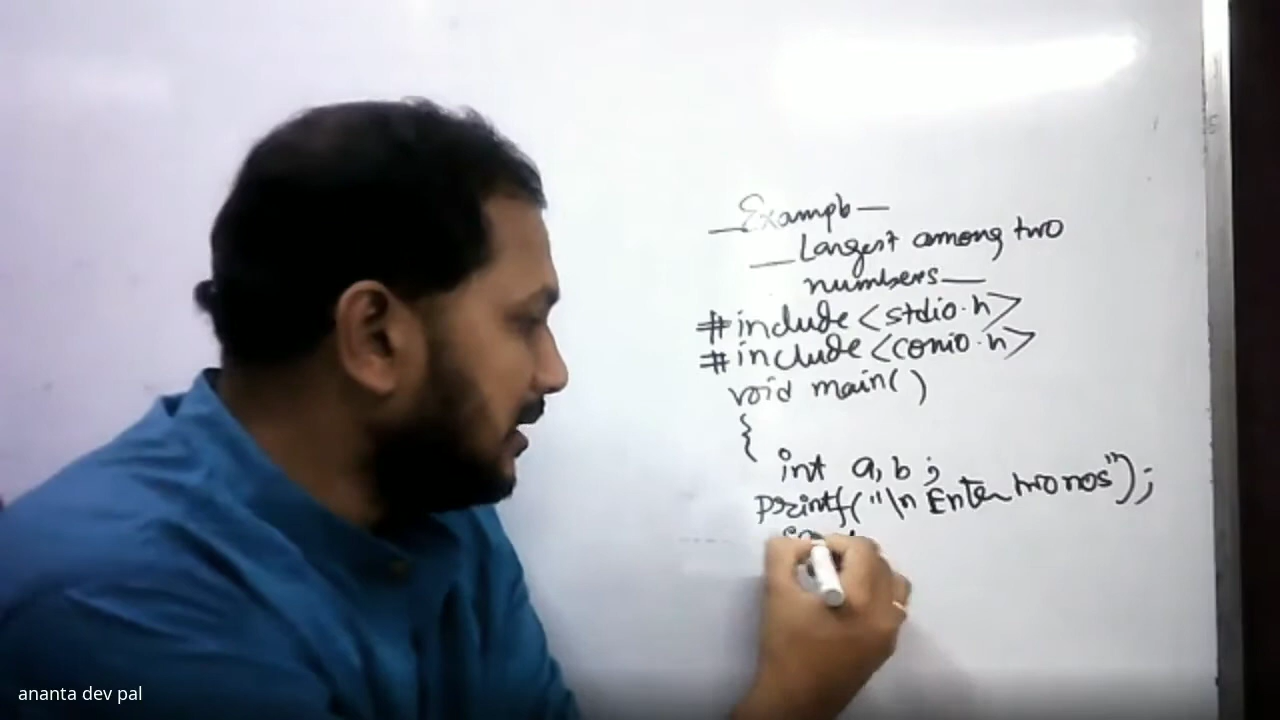 Example
Largest among two
numbers
#include <stdio.h>
#include <conio.h>
void main()
{
int a, b ;
printf("\n Enter two nos");
ananta dev pal